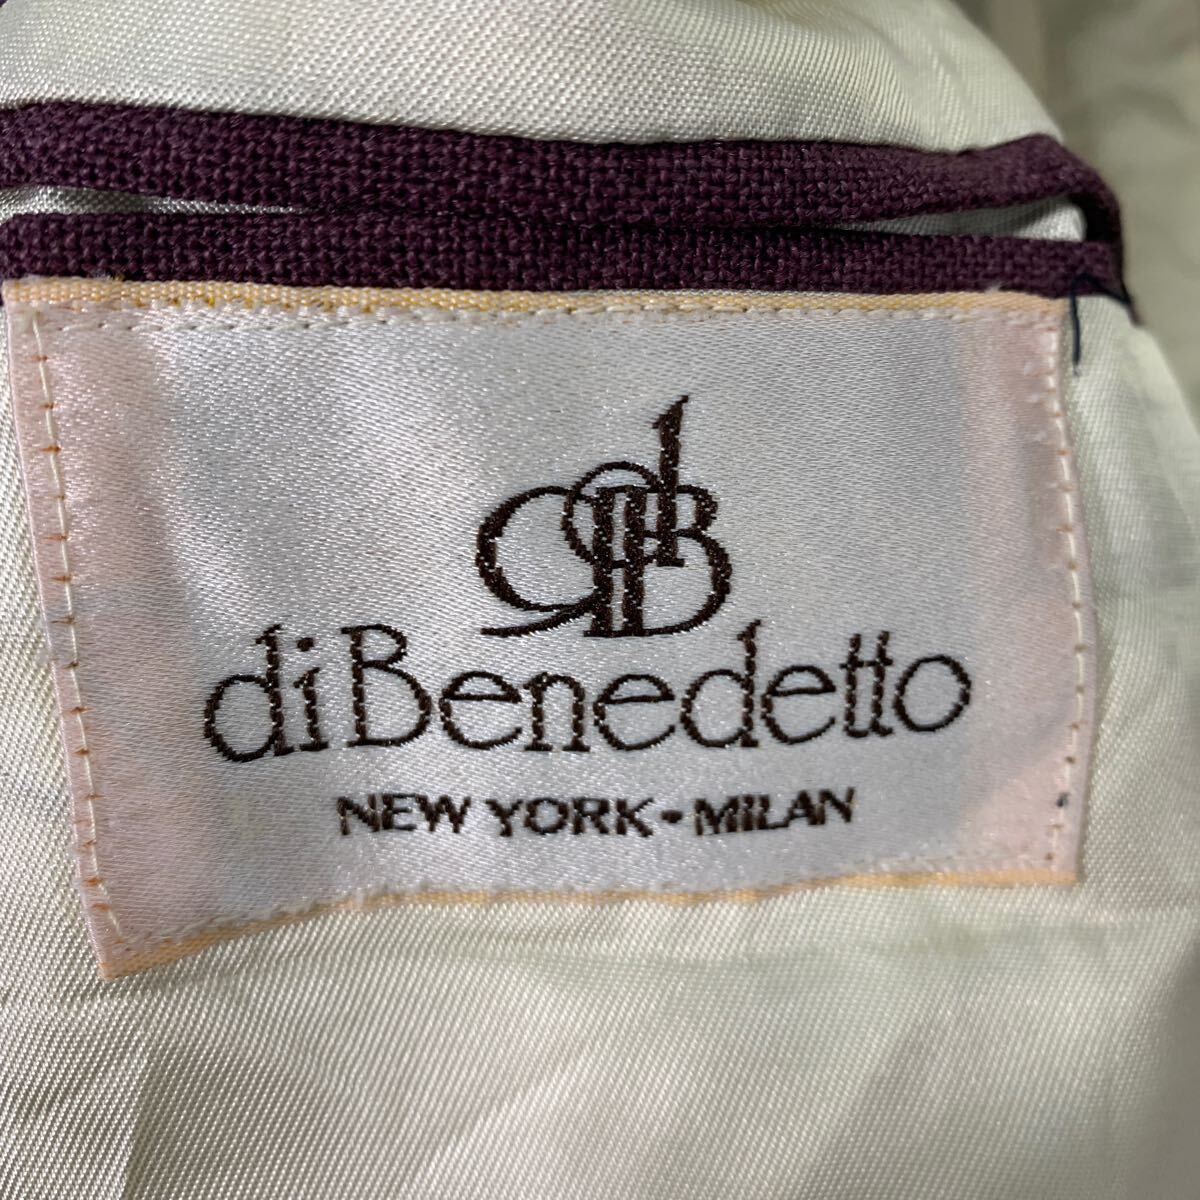 diBenedetto
NEW YORK • MILAN